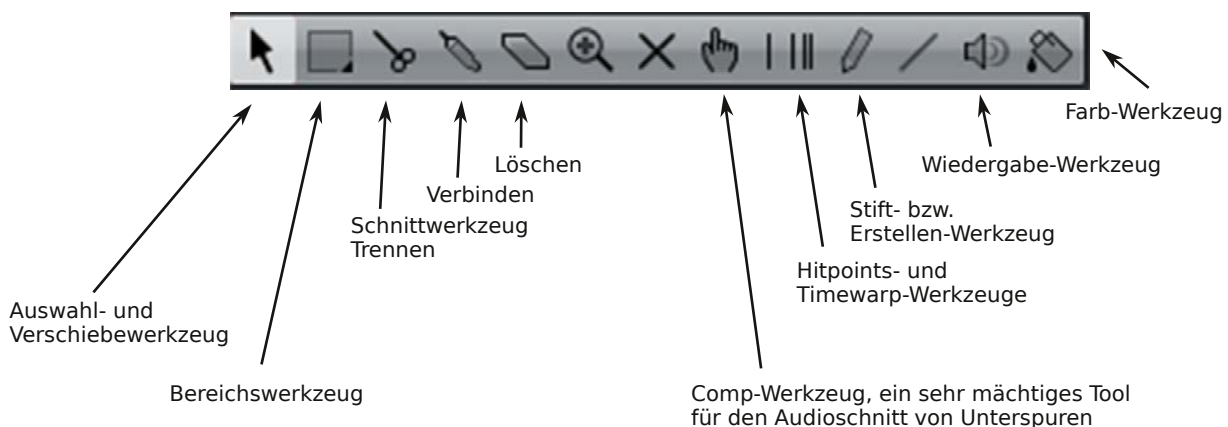 Farb-Werkzeug
Wiedergabe-Werkzeug
Löschen
Verbinden
Schnittwerkzeug
Trennen
Stift- bzw.
Erstellen-Werkzeug
Hitpoints- und
Timewarp-Werkzeuge
Auswahl- und
Verschiebewerkzeug
Bereichswerkzeug
Comp-Werkzeug, ein sehr mächtiges Tool
für den Audioschnitt von Unterspuren